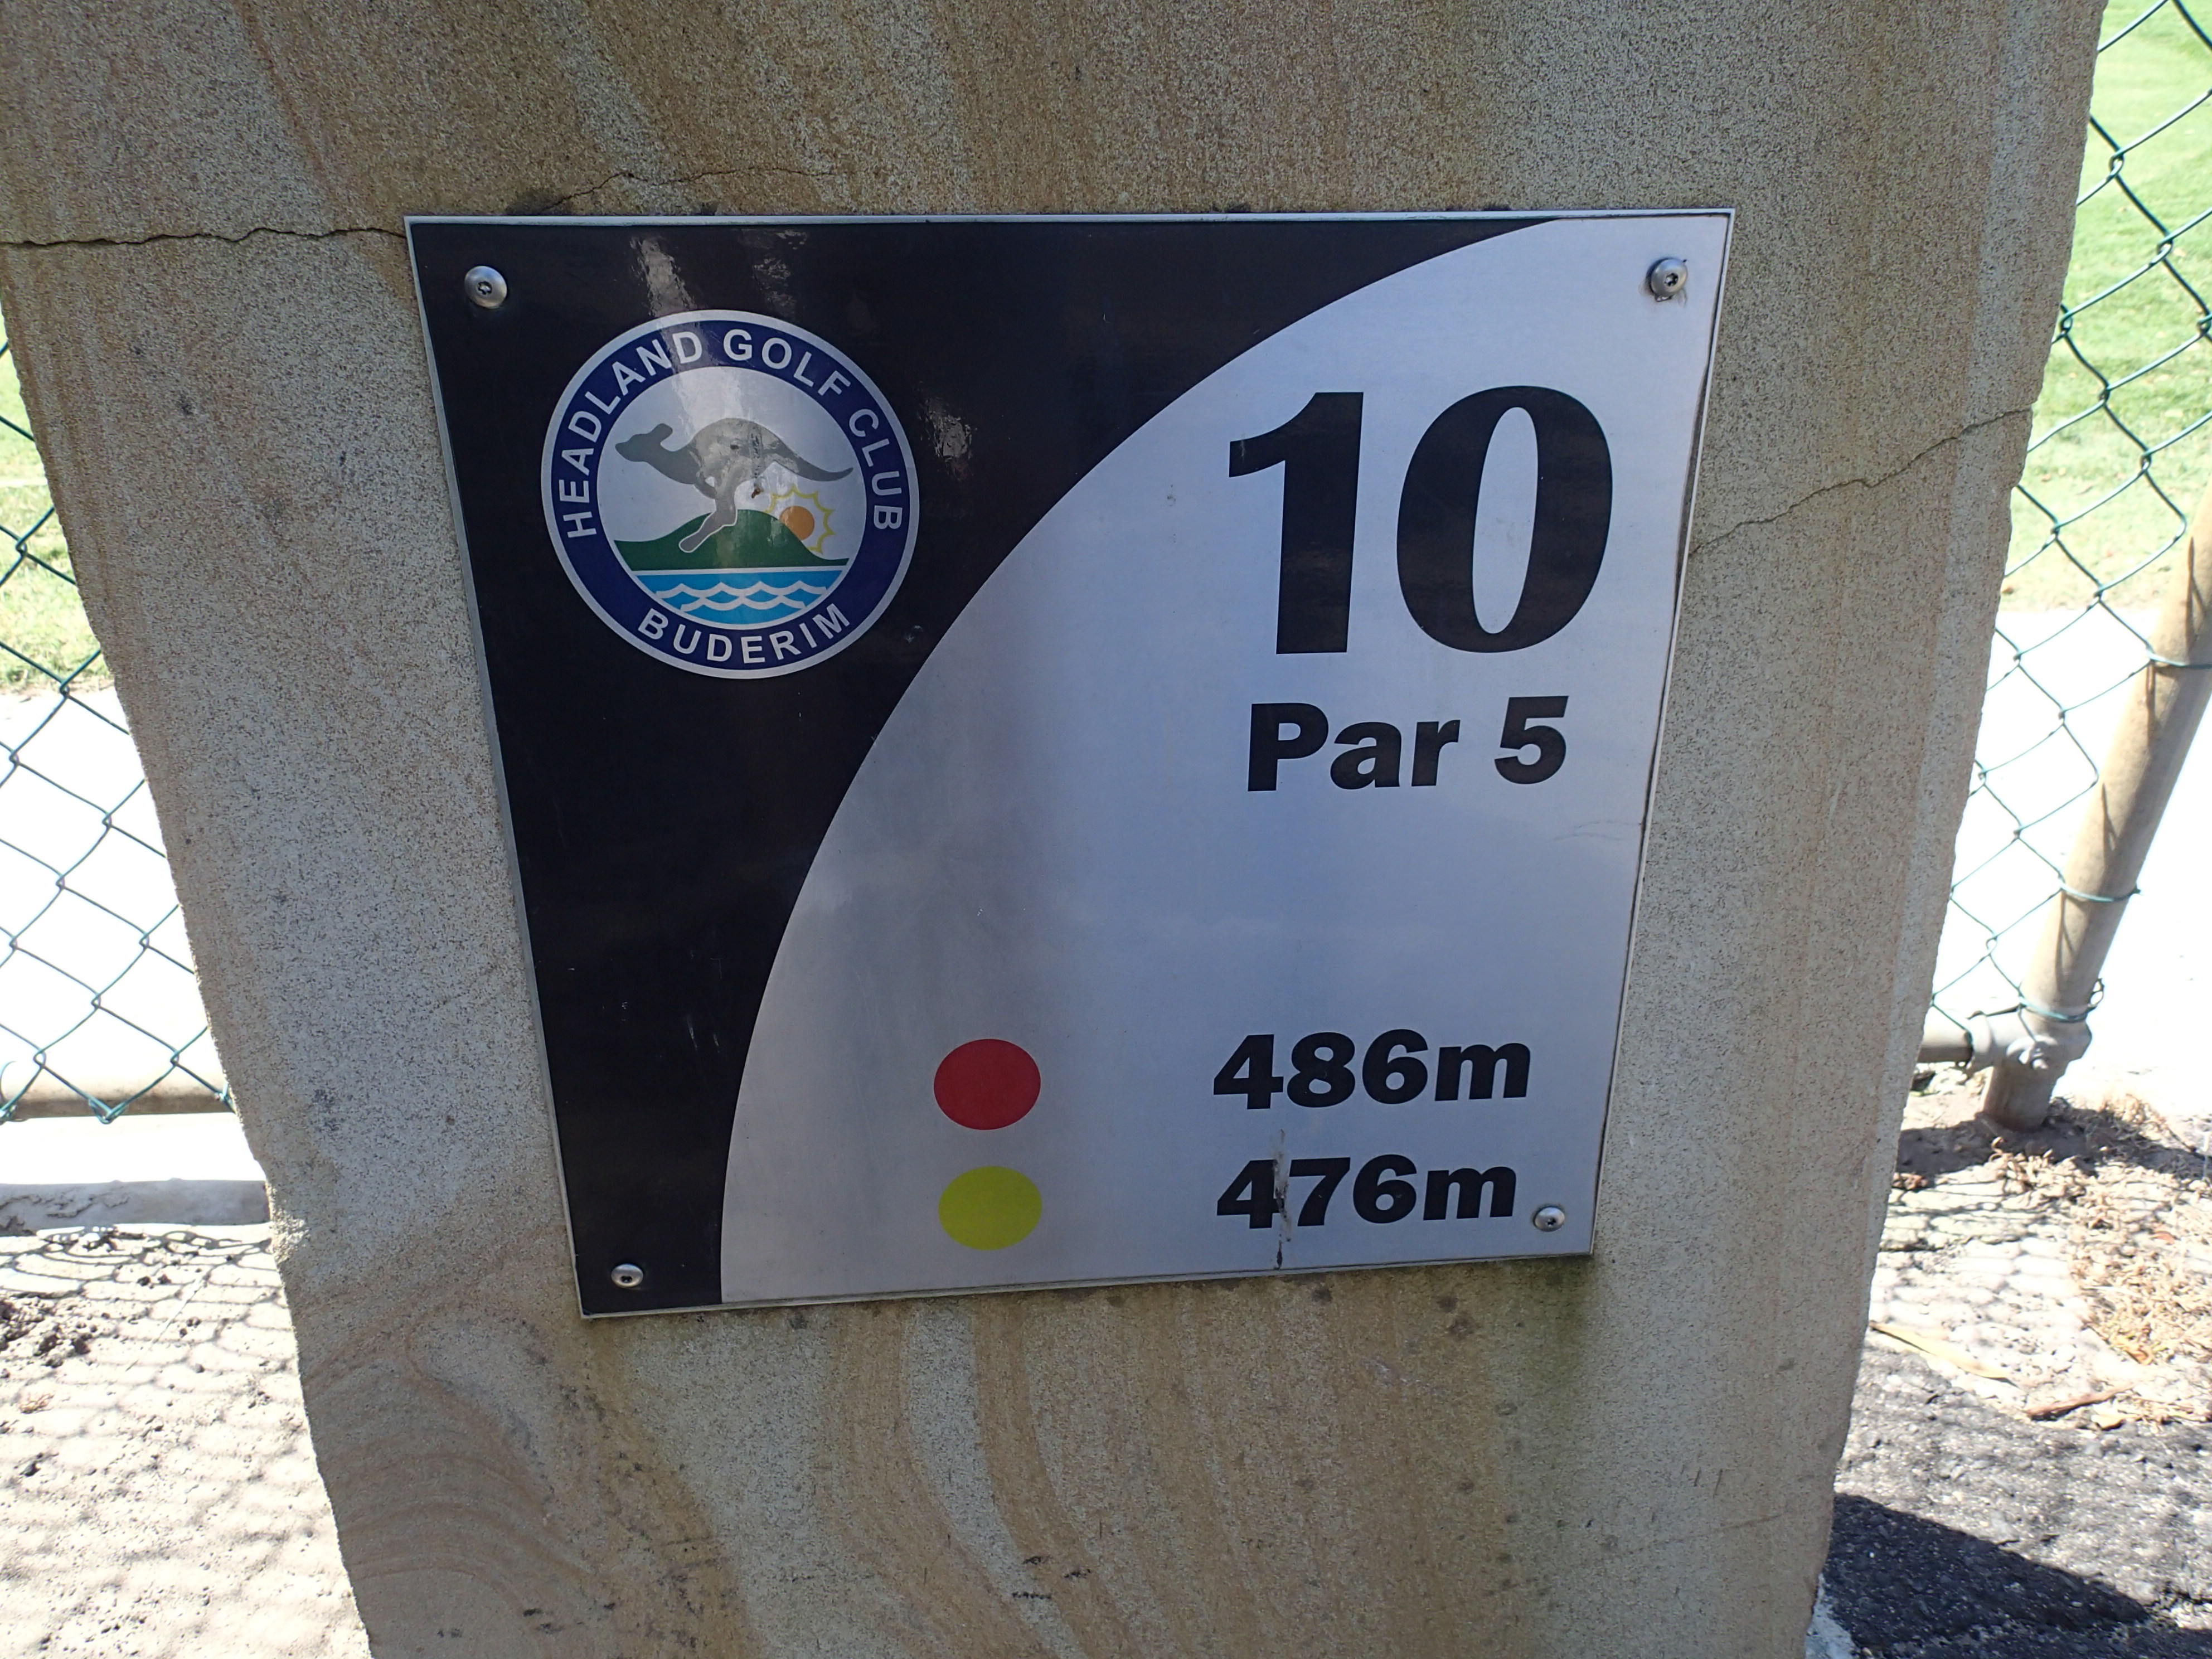 HEADLAND GOLF CLUB
BUDERIM
10
Par 5
486m
476m